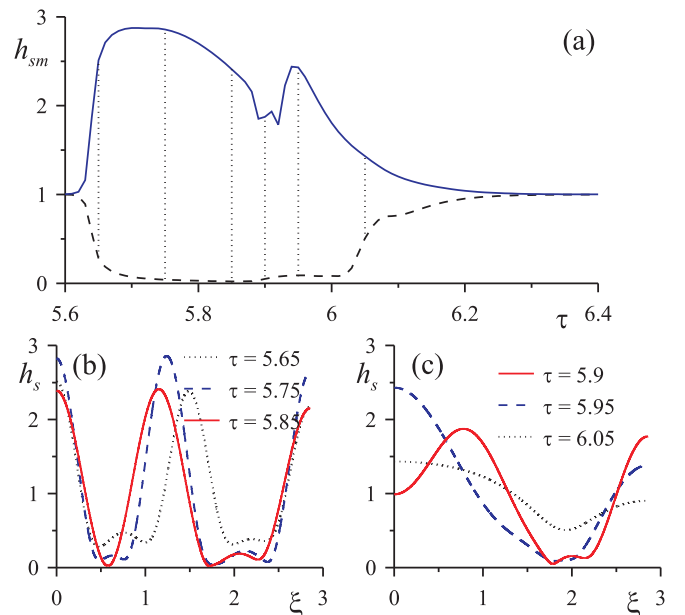 3
h_sm
(a)
2
1
0
5.6 5.8 6 6.2 τ 6.4
3 (b) τ = 5.65
h_s
τ = 5.75
2
τ = 5.85
1
0
0 1 2 ξ 3
3 (c) τ = 5.9
h_s
τ = 5.95
2
τ = 6.05
1
0
0 1 2 ξ 3